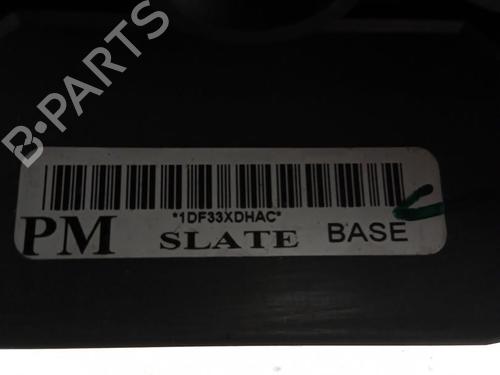 B-PARTS
*1DF33XDHAC*
PM SLATE BASE